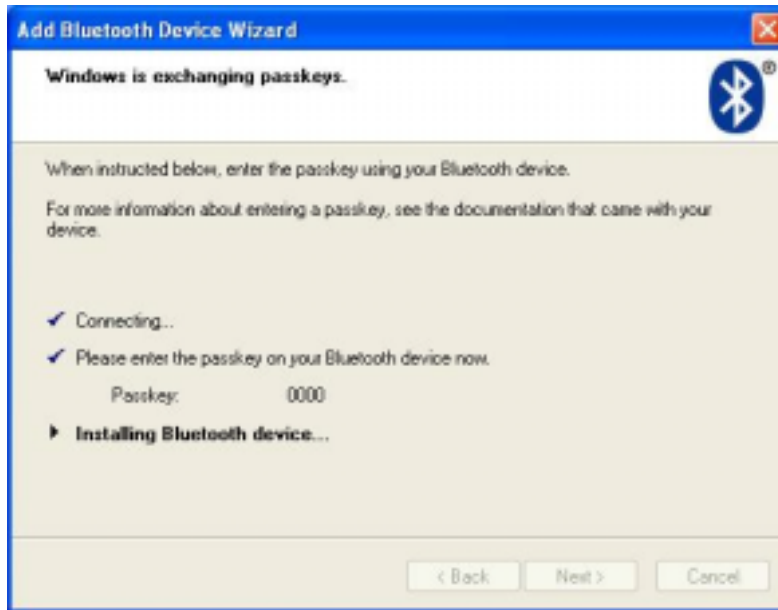 Add Bluetooth Device Wizard
Windows is exchanging passkeys.
®
When instructed below, enter the passkey using your Bluetooth device.
For more information about entering a passkey, see the documentation that came with your
device.
Connecting...
Please enter the passkey on your Bluetooth device now.
Passkey: 0000
Installing Bluetooth device...
< Back Next > Cancel